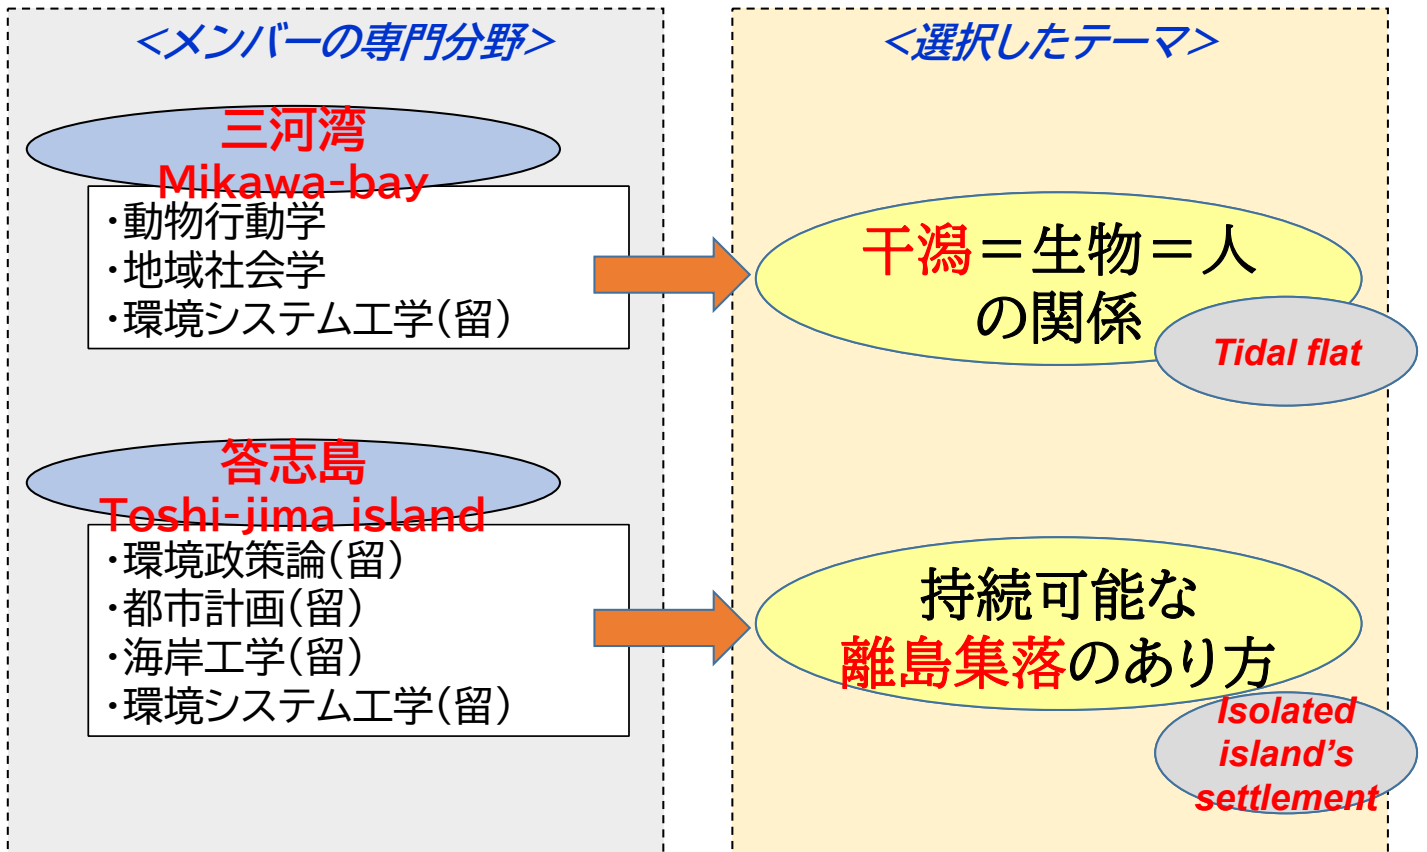 <メンバーの専門分野>
三河湾
Mikawa-bay
・動物行動学
・地域社会学
・環境システム工学(留)
答志島
Toshi-jima island
・環境政策論(留)
・都市計画(留)
・海岸工学(留)
・環境システム工学(留)
<選択したテーマ>
干潟=生物=人
の関係
Tidal flat
持続可能な
離島集落のあり方
Isolated
island’s
settlement